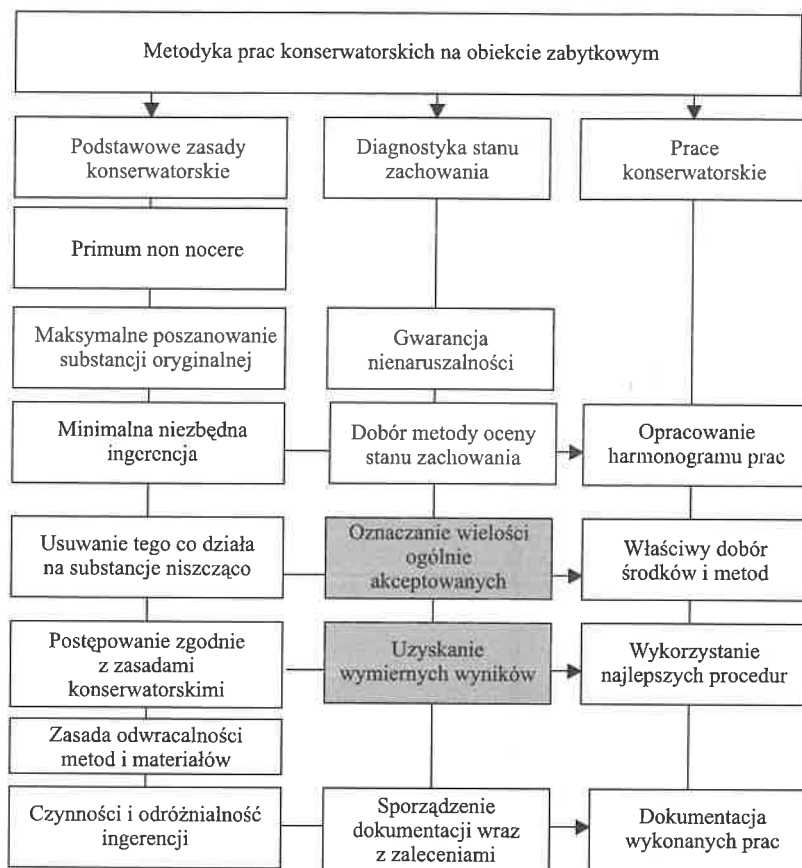 Metodyka prac konserwatorskich na obiekcie zabytkowym
Podstawowe zasady
konserwatorskie
Diagnostyka stanu
zachowania
Prace
konserwatorskie
Primum non nocere
Maksymalne poszanowanie
substancji oryginalnej
Gwarancja
nienaruszalności
Minimalna niezbędna
ingerencja
Dobór metody oceny
stanu zachowania
Opracowanie
harmonogramu prac
Usuwanie tego co działa
na substancje niszcząco
Oznaczanie wielości
ogólnie
akceptowanych
Właściwy dobór
środków i metod
Postępowanie zgodnie
z zasadami
konserwatorskimi
Uzyskanie
wymiernych wyników
Wykorzystanie
najlepszych procedur
Zasada odwracalności
metod i materiałów
Czynności i odróżnialność
ingerencji
Sporządzenie
dokumentacji wraz
z zaleceniami
Dokumentacja
wykonanych prac